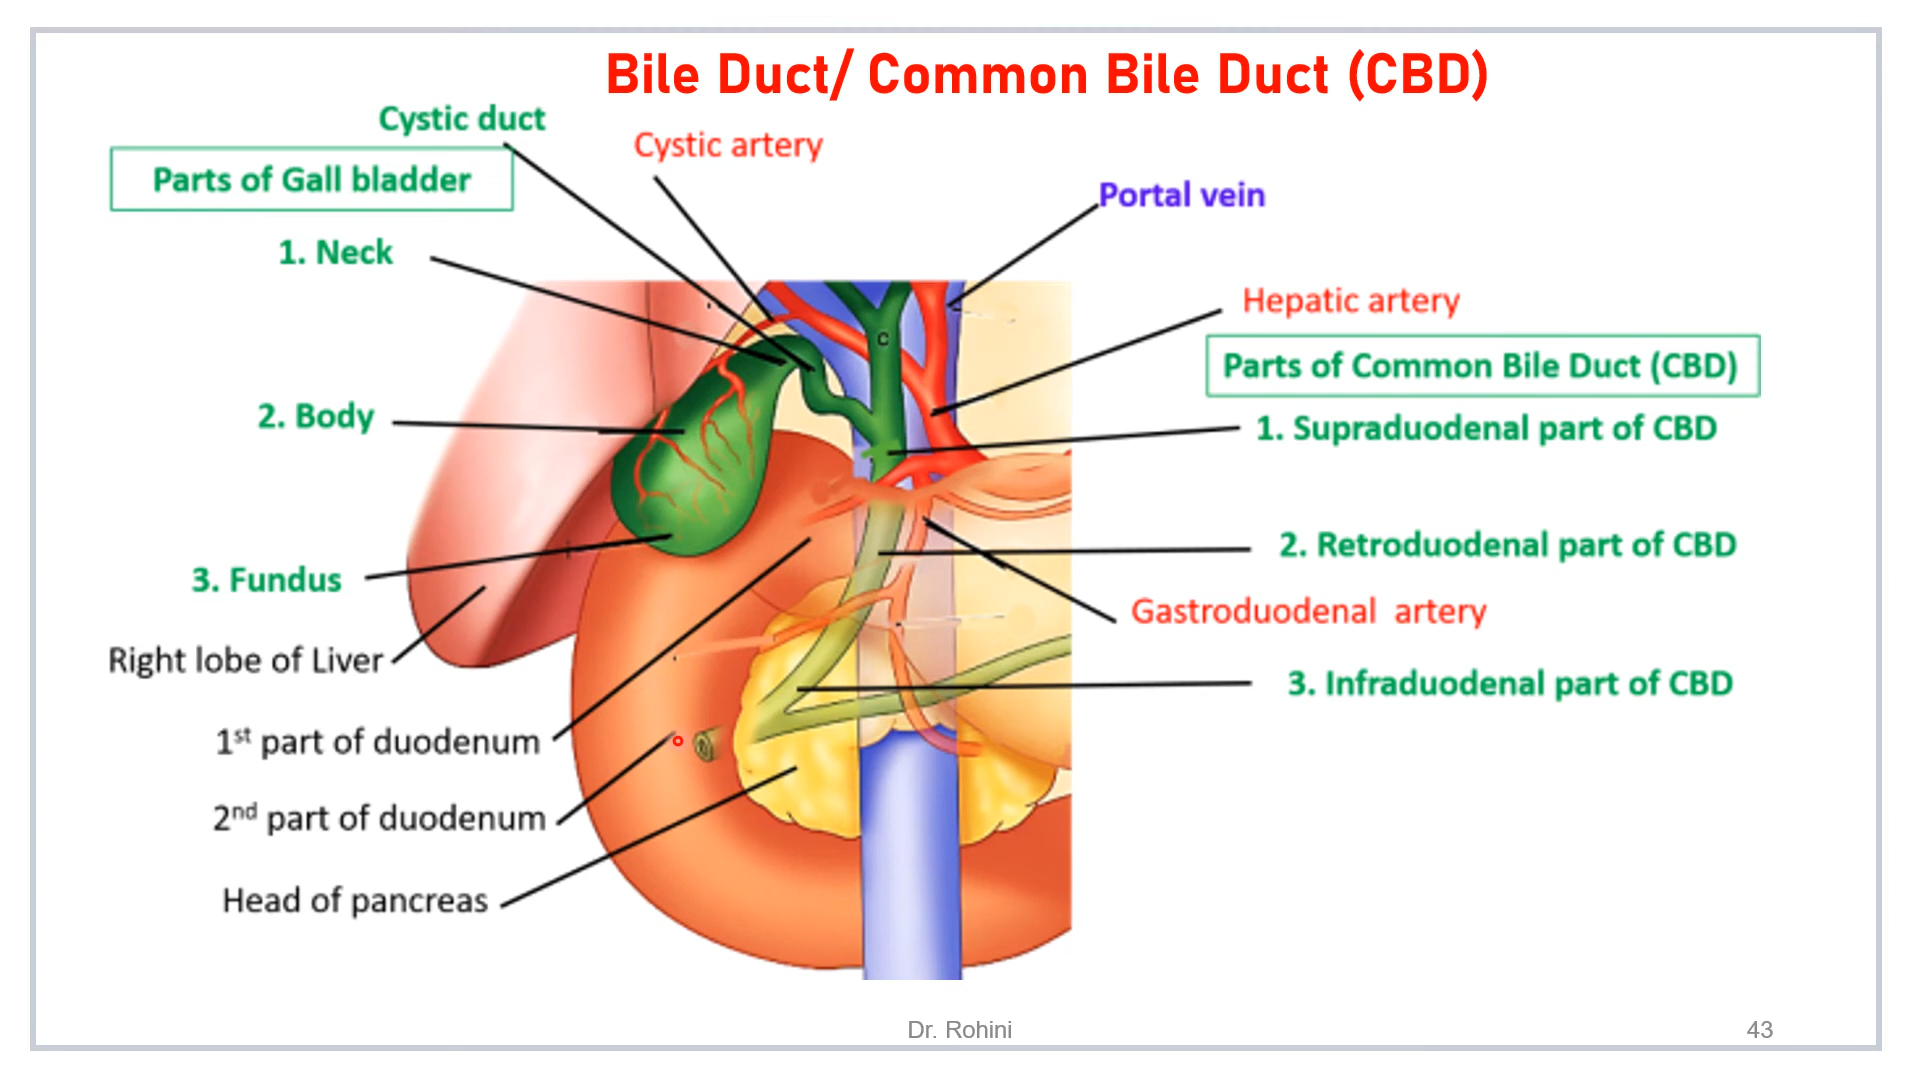 Bile Duct/ Common Bile Duct (CBD)
Cystic duct
Cystic artery
Parts of Gall bladder
Portal vein
1. Neck
Hepatic artery
C
Parts of Common Bile Duct (CBD)
2. Body
1. Supraduodenal part of CBD
2. Retroduodenal part of CBD
3. Fundus
Gastroduodenal artery
Right lobe of Liver
3. Infraduodenal part of CBD
1st part of duodenum
2nd part of duodenum
Head of pancreas
Dr. Rohini
43